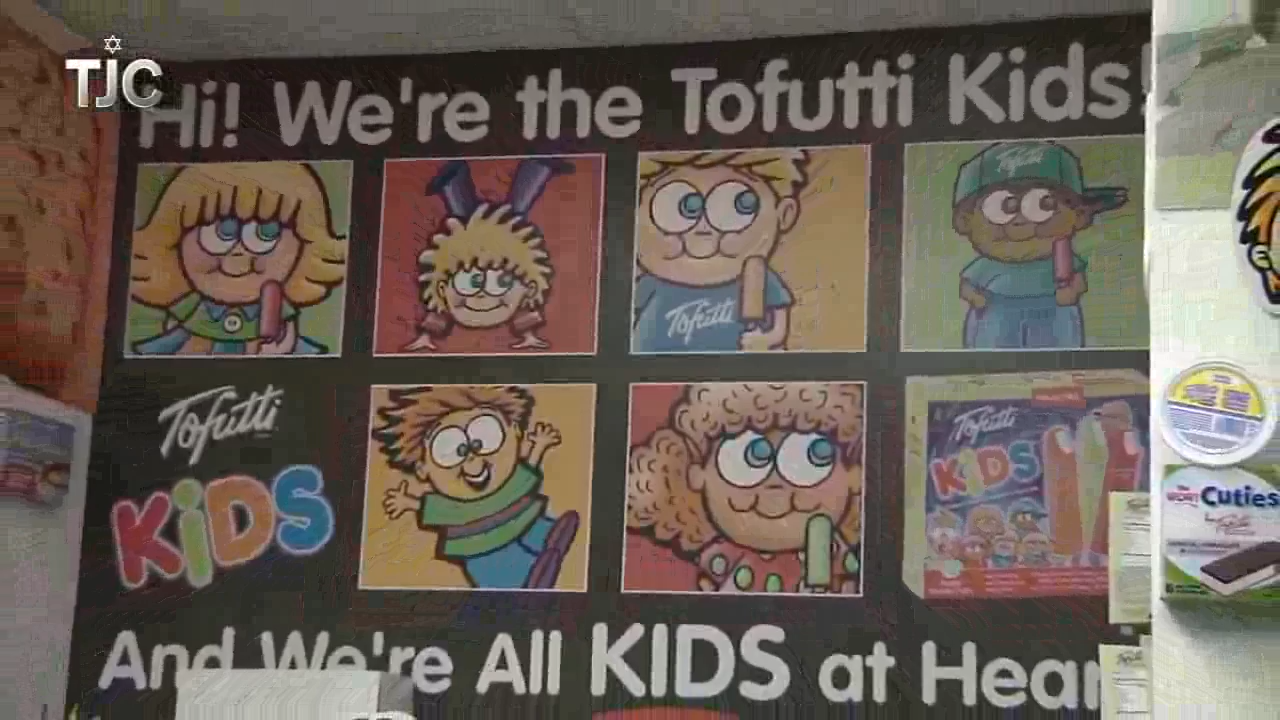 TJC
Hi! We're the Tofutti Kids!
Tofutti
Tofutti
Tofutti
KiDS
Tofutti
KiDS
Cuties
And We're All KIDS at Hear